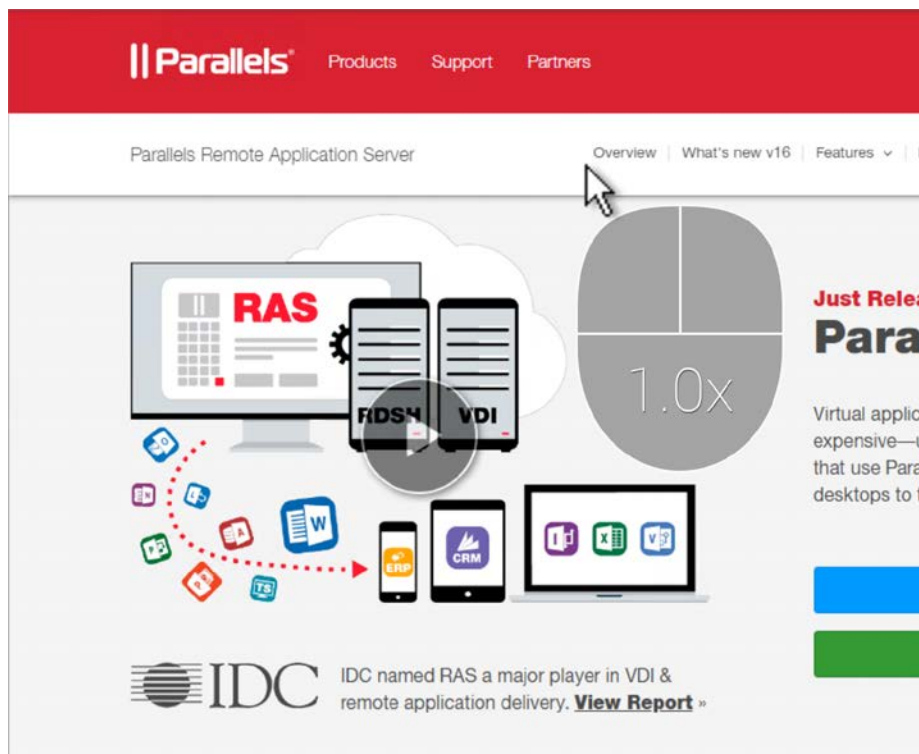 Parallels®
Products Support Partners
Parallels Remote Application Server
Overview What's new v16 Features
RAS
RDSH VDI
1.0x
Just Relea
Para
Virtual applic
expensive—u
that use Para
desktops to t
W
ERP
CRM
TS
IDC
IDC named RAS a major player in VDI &
remote application delivery. View Report »